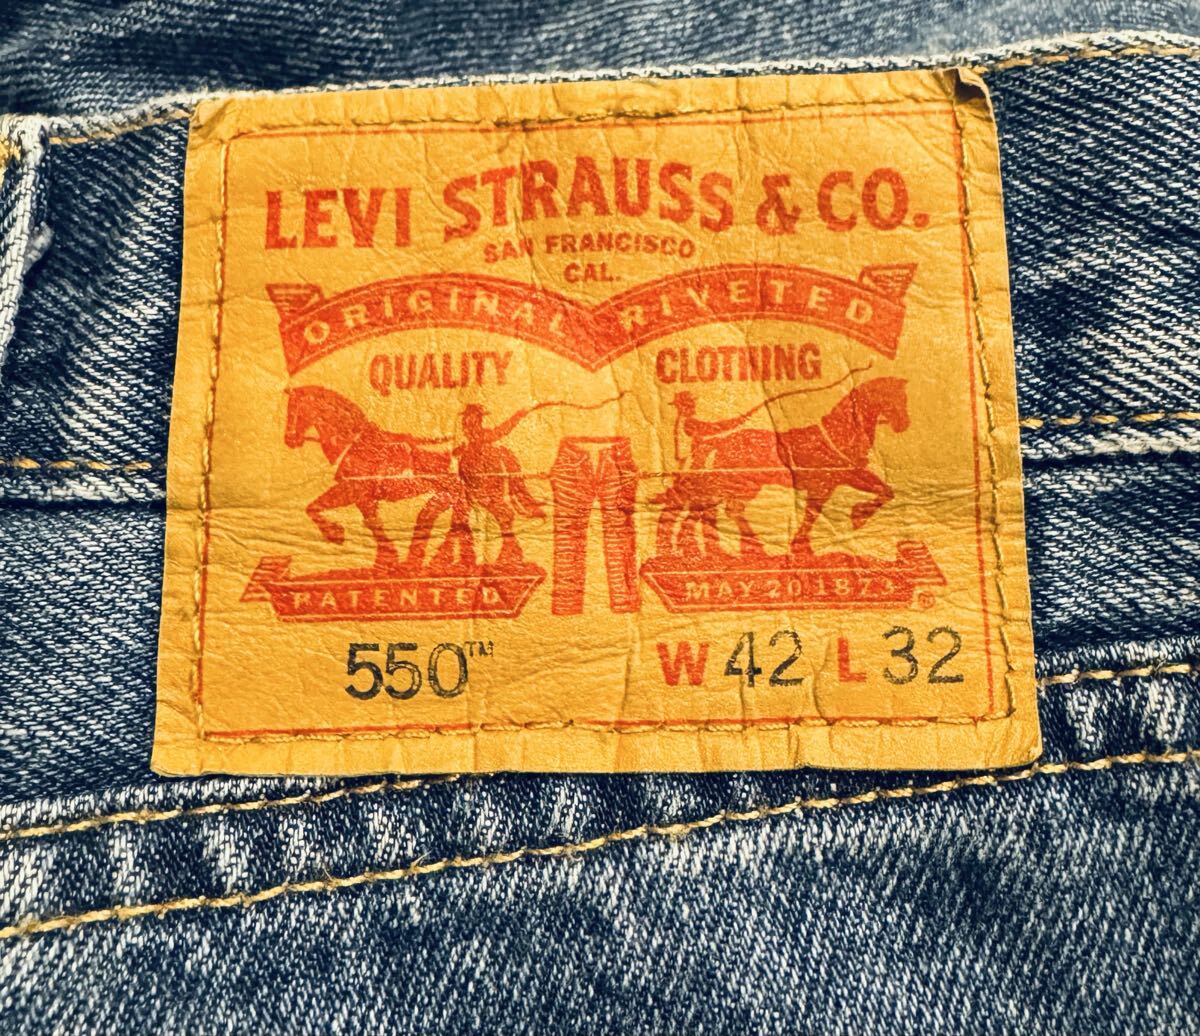 LEVI STRAUSS & CO.
SAN FRANCISCO
CAL.
ORIGINAL RIVETED
QUALITY CLOTHING
PATENTED MAY 20 1873 ®
550™ W 42 L 32